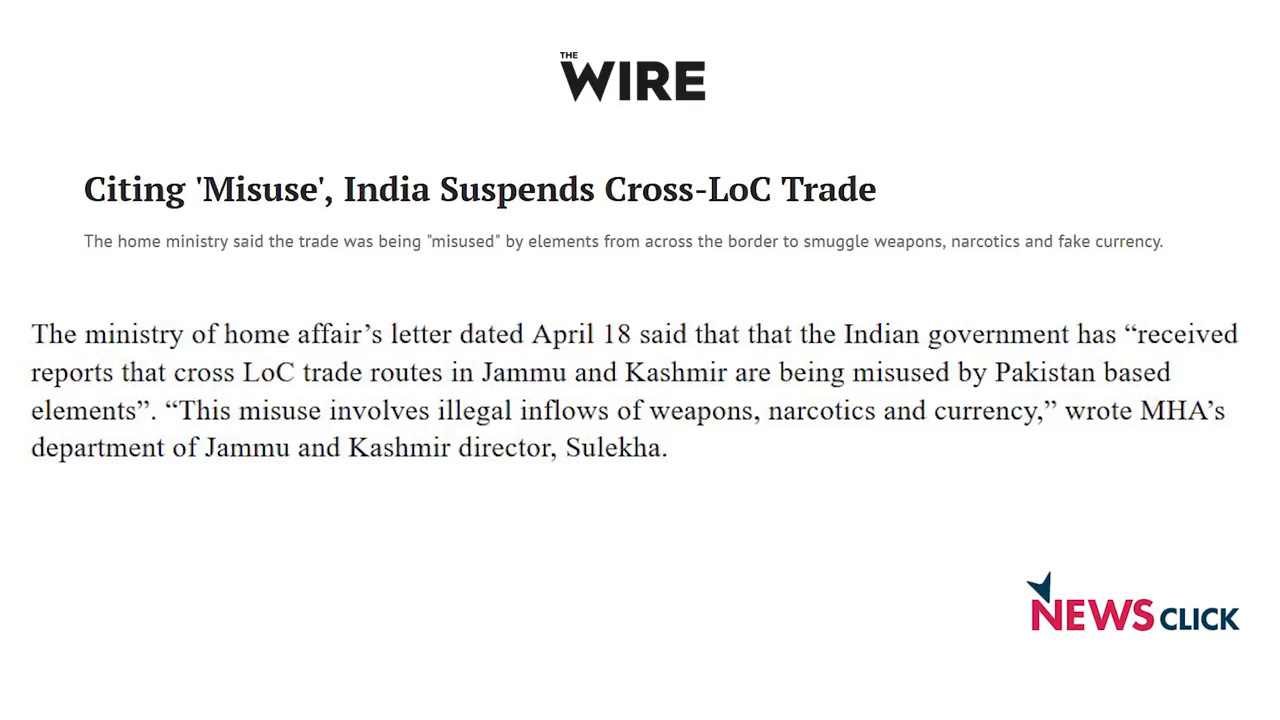 THE
WIRE
Citing 'Misuse', India Suspends Cross-LoC Trade
The home ministry said the trade was being "misused" by elements from across the border to smuggle weapons, narcotics and fake currency.
The ministry of home affair’s letter dated April 18 said that that the Indian government has “received
reports that cross LoC trade routes in Jammu and Kashmir are being misused by Pakistan based
elements”. “This misuse involves illegal inflows of weapons, narcotics and currency,” wrote MHA’s
department of Jammu and Kashmir director, Sulekha.
NEWSCLICK